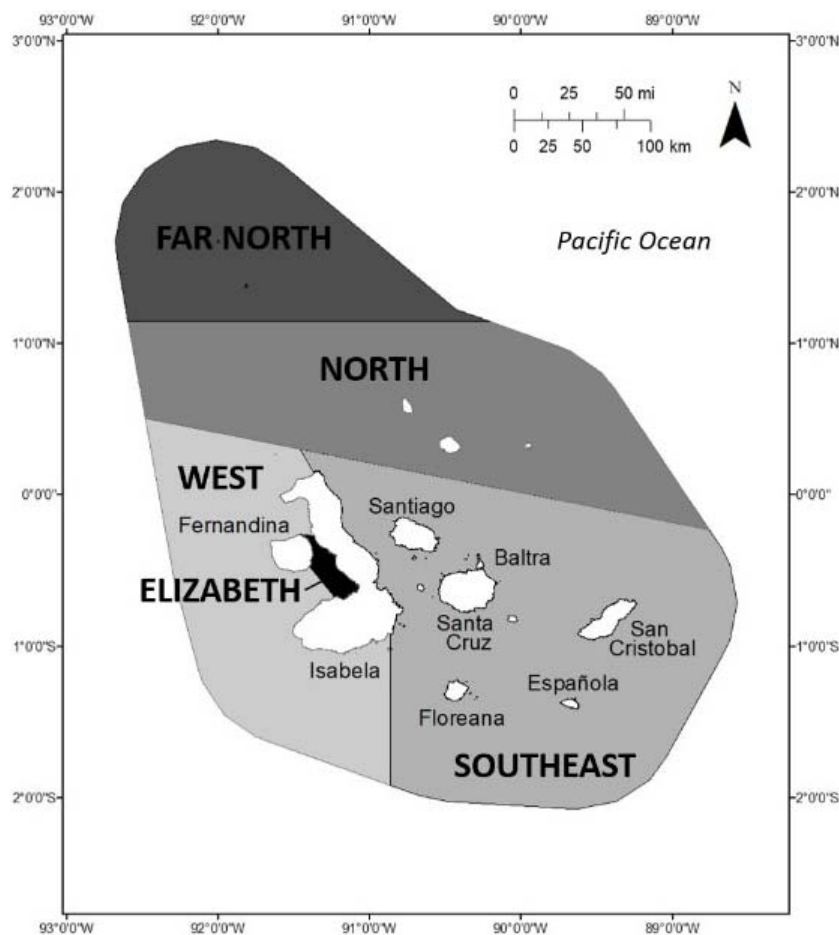 93°0'0"W 92°0'0"W 91°0'0"W 90°0'0"W 89°0'0"W
3°0'0"N 3°0'0"N
0 25 50 mi
0 25 50 100 km
N
2°0'0"N 2°0'0"N
FAR NORTH
Pacific Ocean
1°0'0"N 1°0'0"N
NORTH
0°0'0" 0°0'0"
WEST
Santiago
Fernandina
Baltra
ELIZABETH
Santa
Cruz
San
Cristobal
1°0'0"S 1°0'0"S
Isabela
Española
Floreana
SOUTHEAST
2°0'0"S 2°0'0"S
93°0'0"W 92°0'0"W 91°0'0"W 90°0'0"W 89°0'0"W